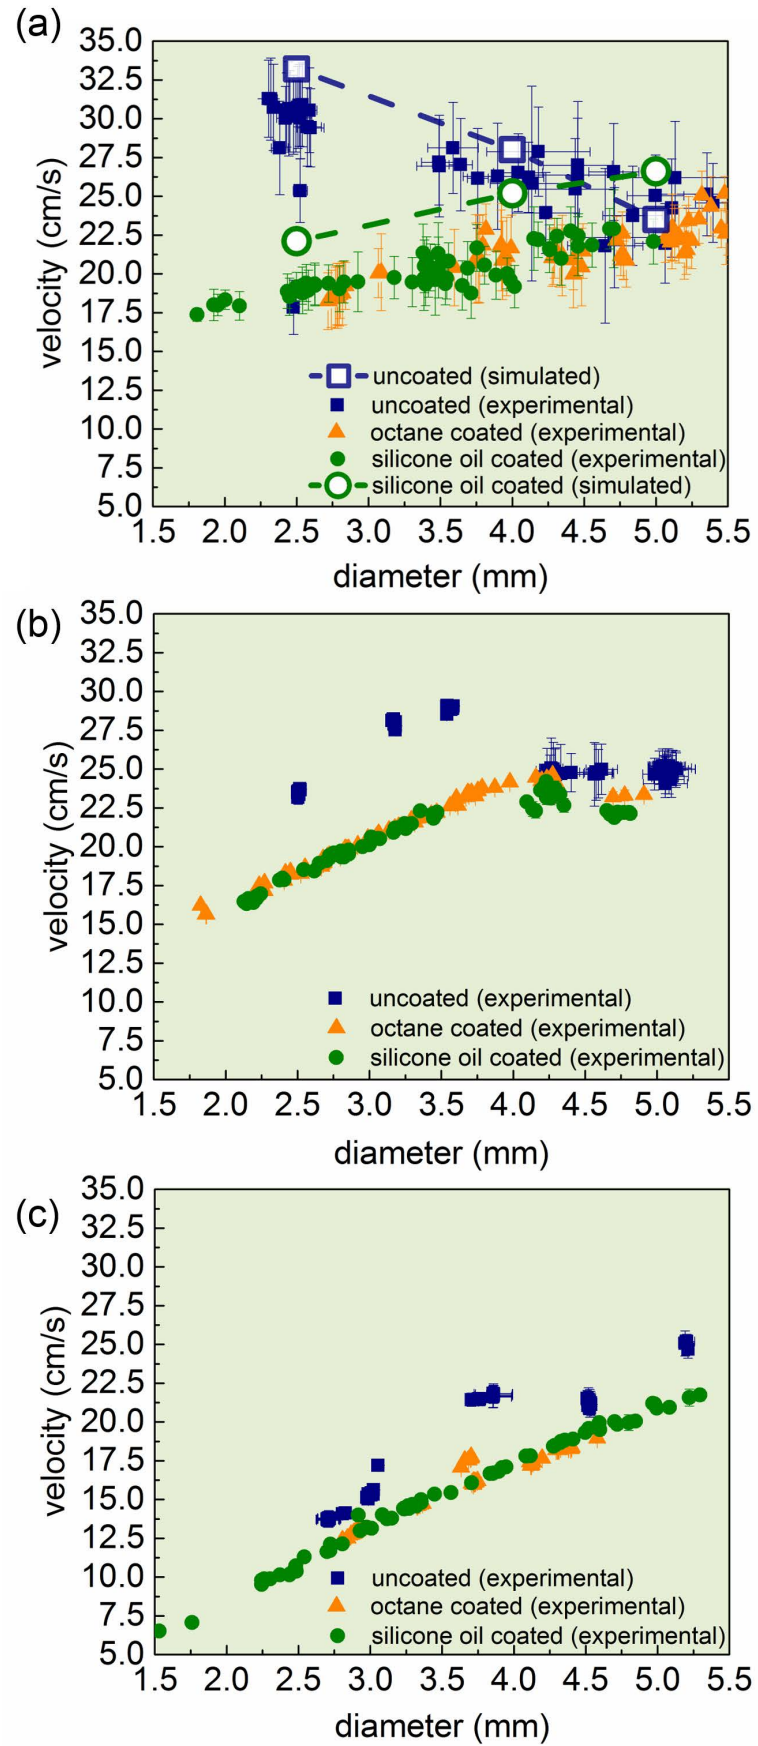 (a)
35.0
32.5
30.0
27.5
25.0
22.5
20.0
17.5
15.0
12.5
10.0
7.5
5.0
velocity (cm/s)
uncoated (simulated)
uncoated (experimental)
octane coated (experimental)
silicone oil coated (experimental)
silicone oil coated (simulated)
1.5 2.0 2.5 3.0 3.5 4.0 4.5 5.0 5.5
diameter (mm)
(b)
35.0
32.5
30.0
27.5
25.0
22.5
20.0
17.5
15.0
12.5
10.0
7.5
5.0
velocity (cm/s)
uncoated (experimental)
octane coated (experimental)
silicone oil coated (experimental)
1.5 2.0 2.5 3.0 3.5 4.0 4.5 5.0 5.5
diameter (mm)
(c)
35.0
32.5
30.0
27.5
25.0
22.5
20.0
17.5
15.0
12.5
10.0
7.5
5.0
velocity (cm/s)
uncoated (experimental)
octane coated (experimental)
silicone oil coated (experimental)
1.5 2.0 2.5 3.0 3.5 4.0 4.5 5.0 5.5
diameter (mm)